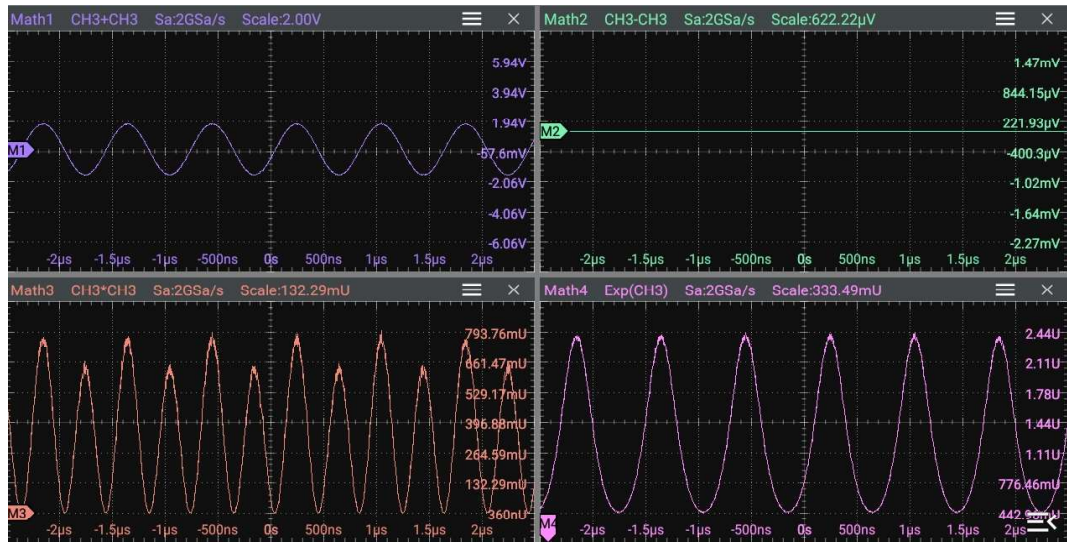 Math1 CH3+CH3 Sa:2GSa/s Scale:2.00V
5.94V
3.94V
1.94V
M1
-57.6mV
-2.06V
-4.06V
-6.06V
-2µs -1.5µs -1µs -500ns 0s 500ns 1µs 1.5µs 2µs
Math2 CH3-CH3 Sa:2GSa/s Scale:622.22µV
1.47mV
844.15µV
221.93µV
M2
-400.3µV
-1.02mV
-1.64mV
-2.27mV
-2µs -1.5µs -1µs -500ns 0s 500ns 1µs 1.5µs 2µs
Math3 CH3*CH3 Sa:2GSa/s Scale:132.29mU
793.76mU
661.47mU
529.17mU
396.88mU
264.59mU
132.29mU
M3
360nU
-2µs -1.5µs -1µs -500ns 0s 500ns 1µs 1.5µs 2µs
Math4 Exp(CH3) Sa:2GSa/s Scale:333.49mU
2.44U
2.11U
1.78U
1.44U
1.11U
776.46mU
M4
-2µs -1.5µs -1µs -500ns 0s 500ns 1µs 1.5µs 2µs